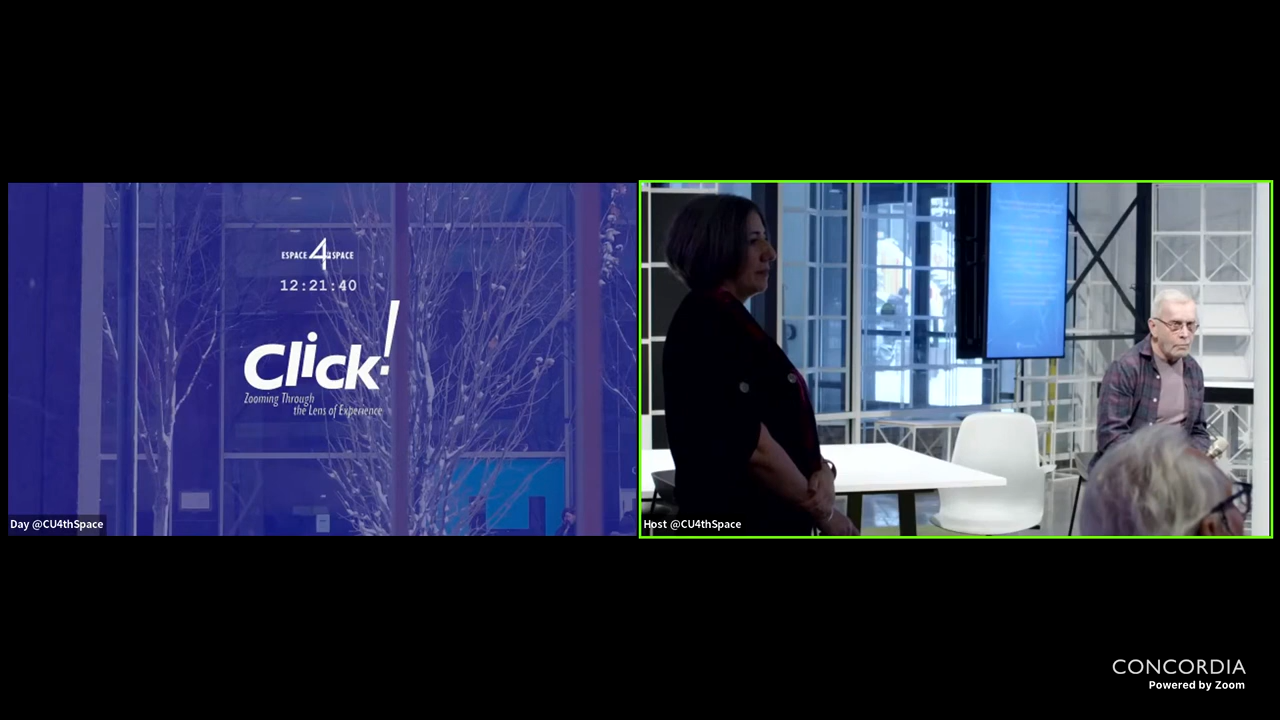 ESPACE 4TH SPACE
12:21:40
Click!
Zooming Through
the Lens of Experience
Day @CU4thSpace
Host @CU4thSpace
CONCORDIA
Powered by Zoom